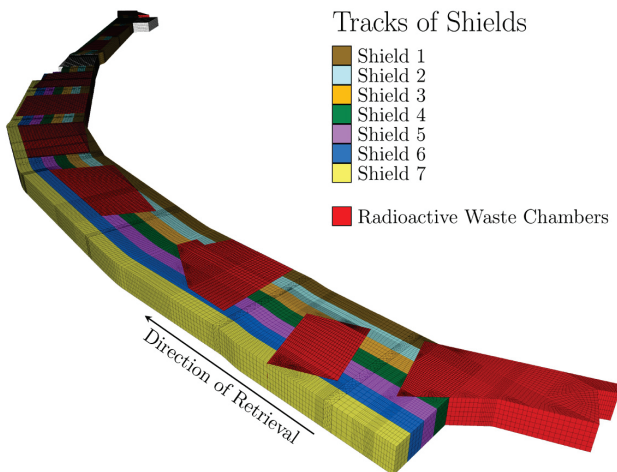 Tracks of Shields
Shield 1
Shield 2
Shield 3
Shield 4
Shield 5
Shield 6
Shield 7
Radioactive Waste Chambers
Direction of Retrieval